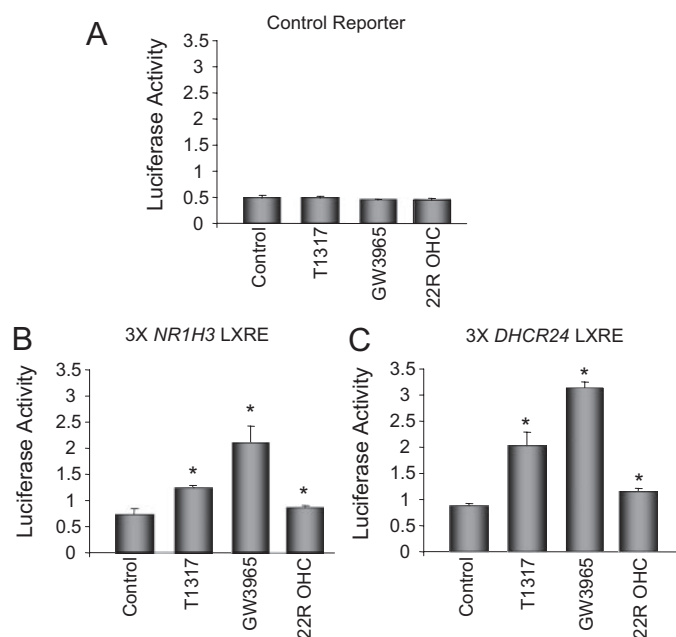 A
Control Reporter
Luciferase Activity
3.5
3
2.5
2
1.5
1
0.5
0
Control
T1317
GW3965
22R OHC
B
3X NR1H3 LXRE
Luciferase Activity
3.5
3
2.5
2
1.5
1
0.5
0
*
*
*
Control
T1317
GW3965
22R OHC
C
3X DHCR24 LXRE
Luciferase Activity
3.5
3
2.5
2
1.5
1
0.5
0
*
*
*
Control
T1317
GW3965
22R OHC